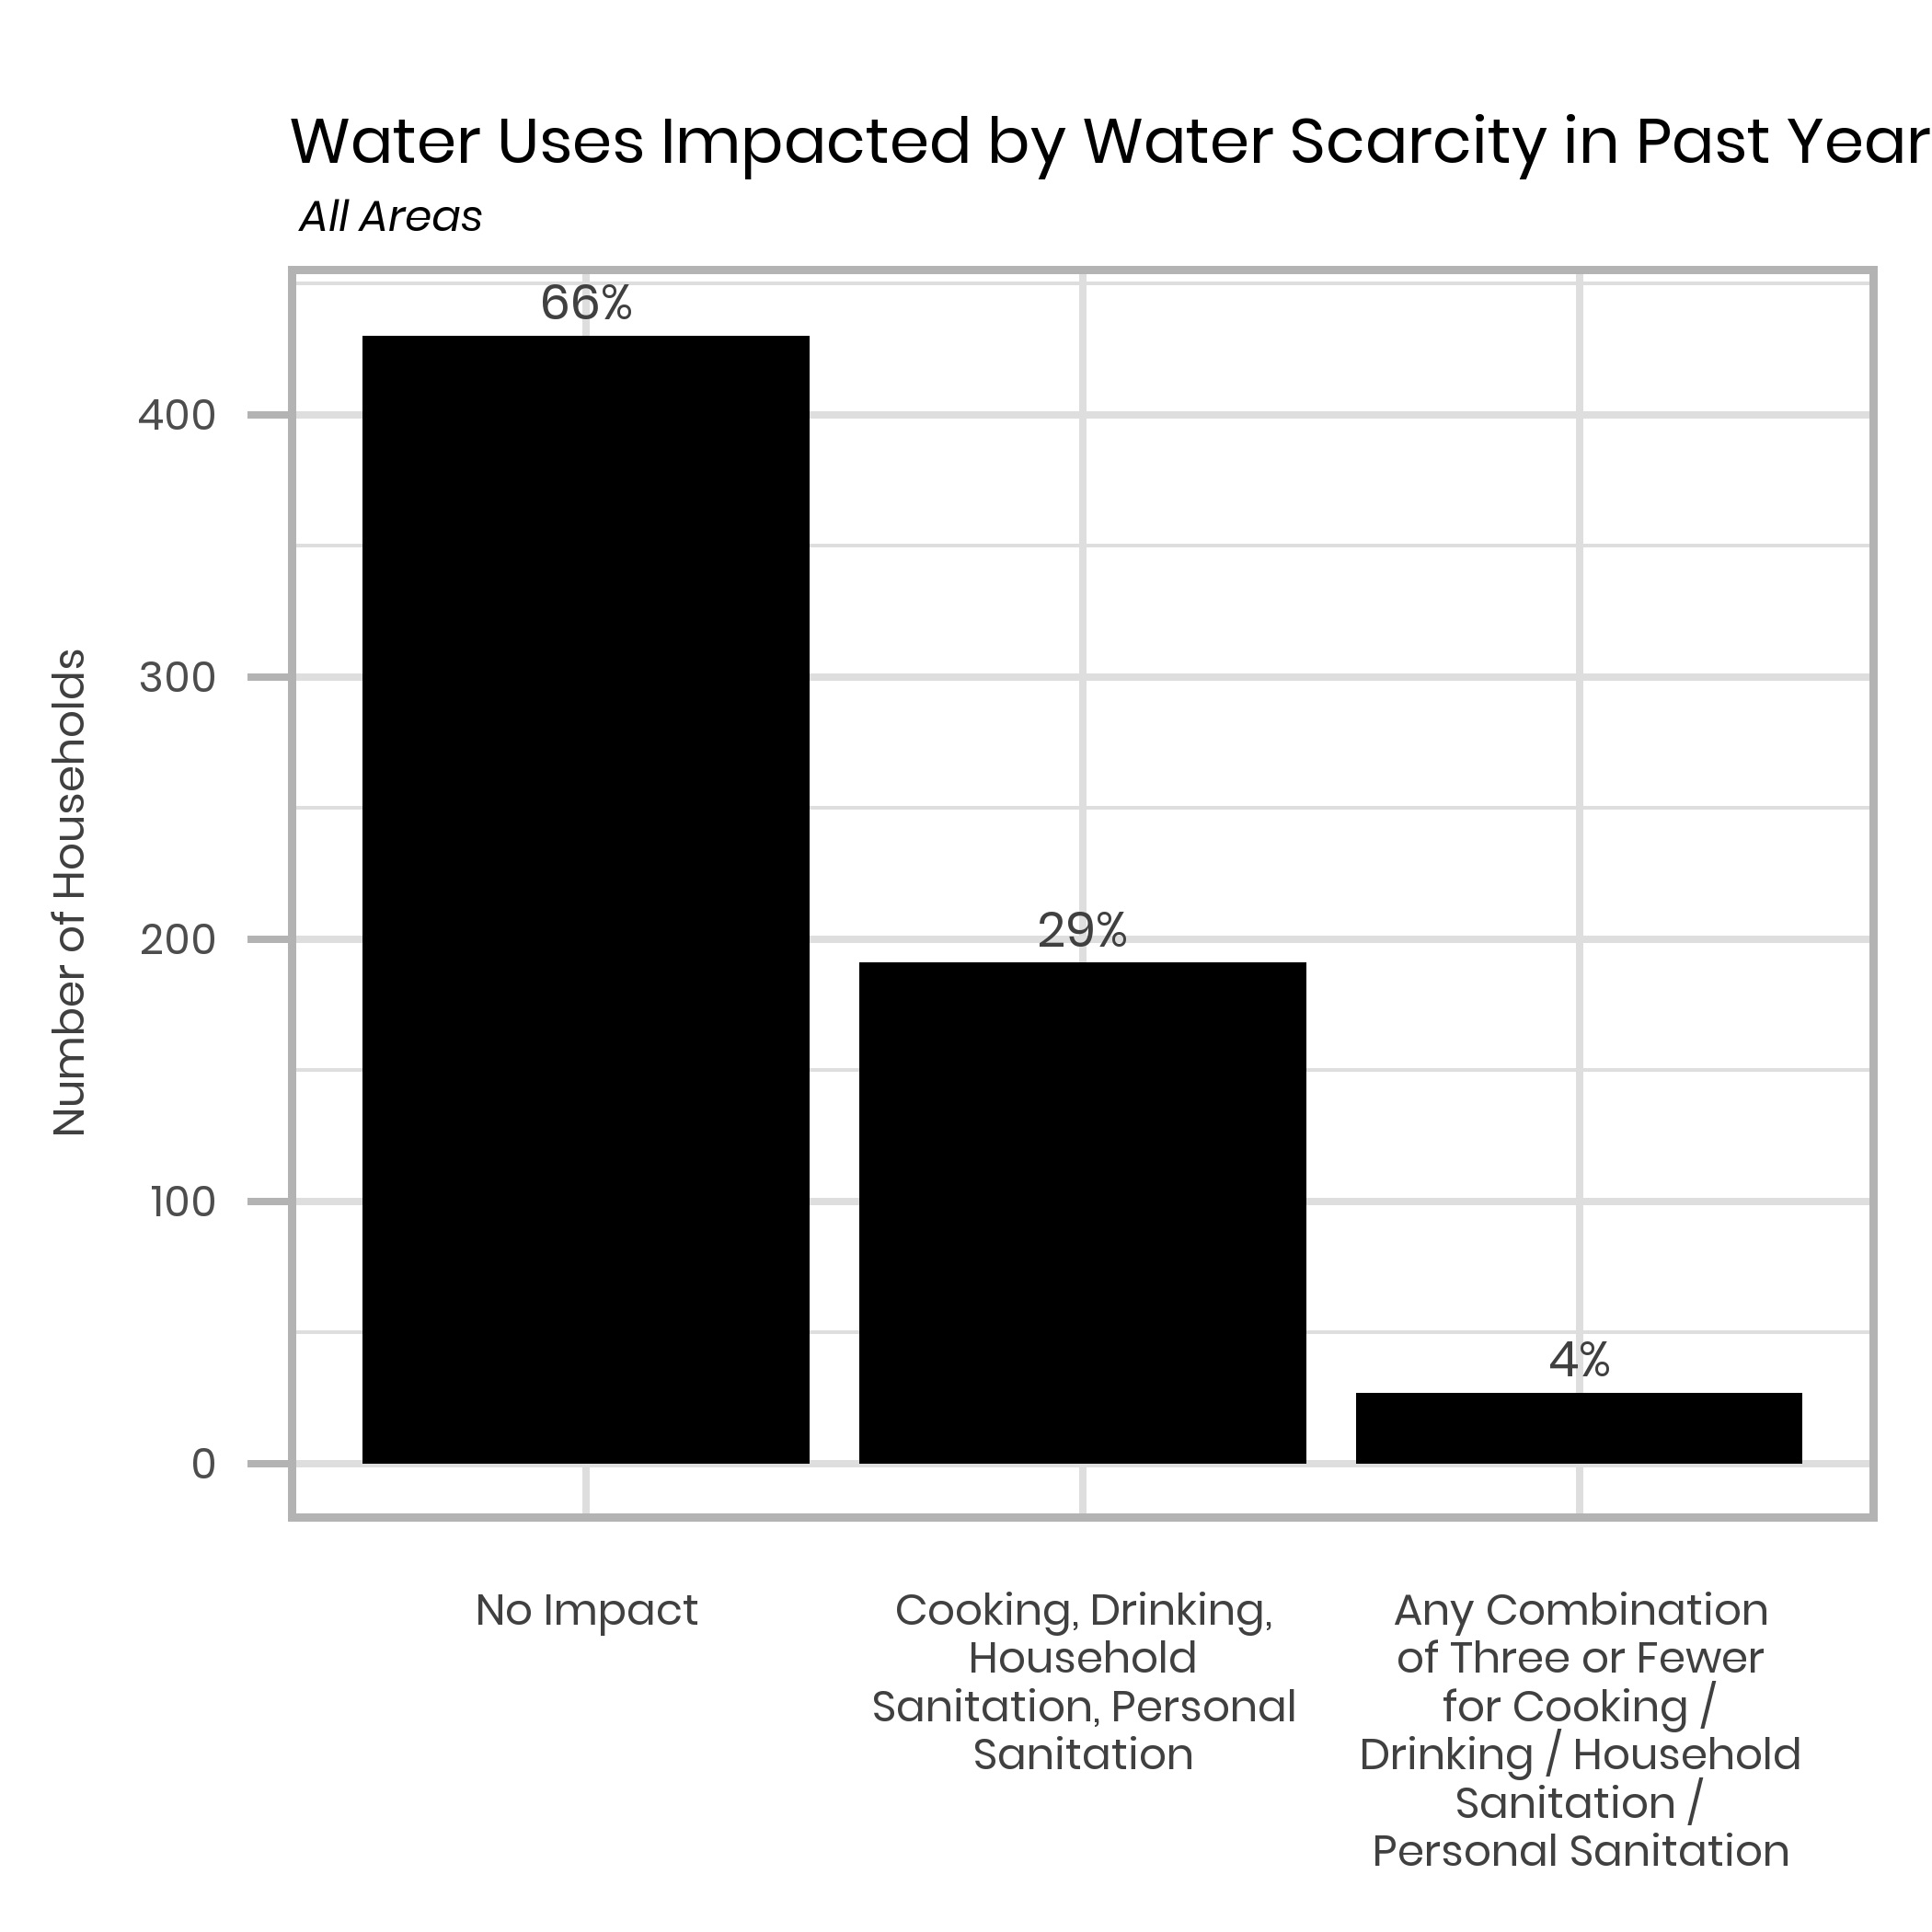 Water Uses Impacted by Water Scarcity in Past Year
All Areas
Number of Households
400
300
200
100
0
66%
29%
4%
No Impact
Cooking, Drinking,
Household
Sanitation, Personal
Sanitation
Any Combination
of Three or Fewer
for Cooking /
Drinking / Household
Sanitation /
Personal Sanitation